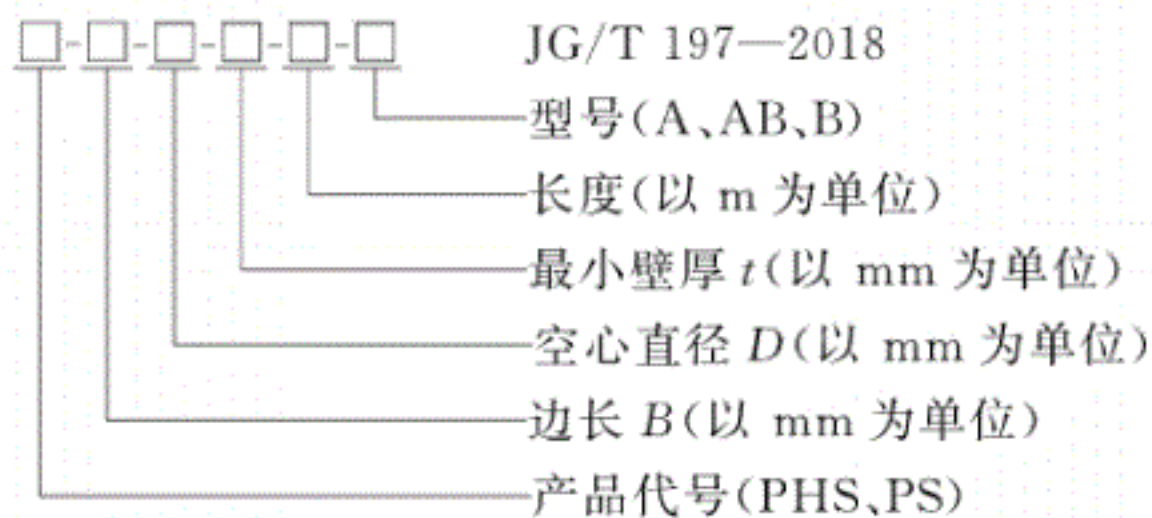 □-□-□-□-□-□ JG/T 197—2018
型号(A、AB、B)
长度(以 m 为单位)
最小壁厚 t(以 mm 为单位)
空心直径 D(以 mm 为单位)
边长 B(以 mm 为单位)
产品代号(PHS、PS)